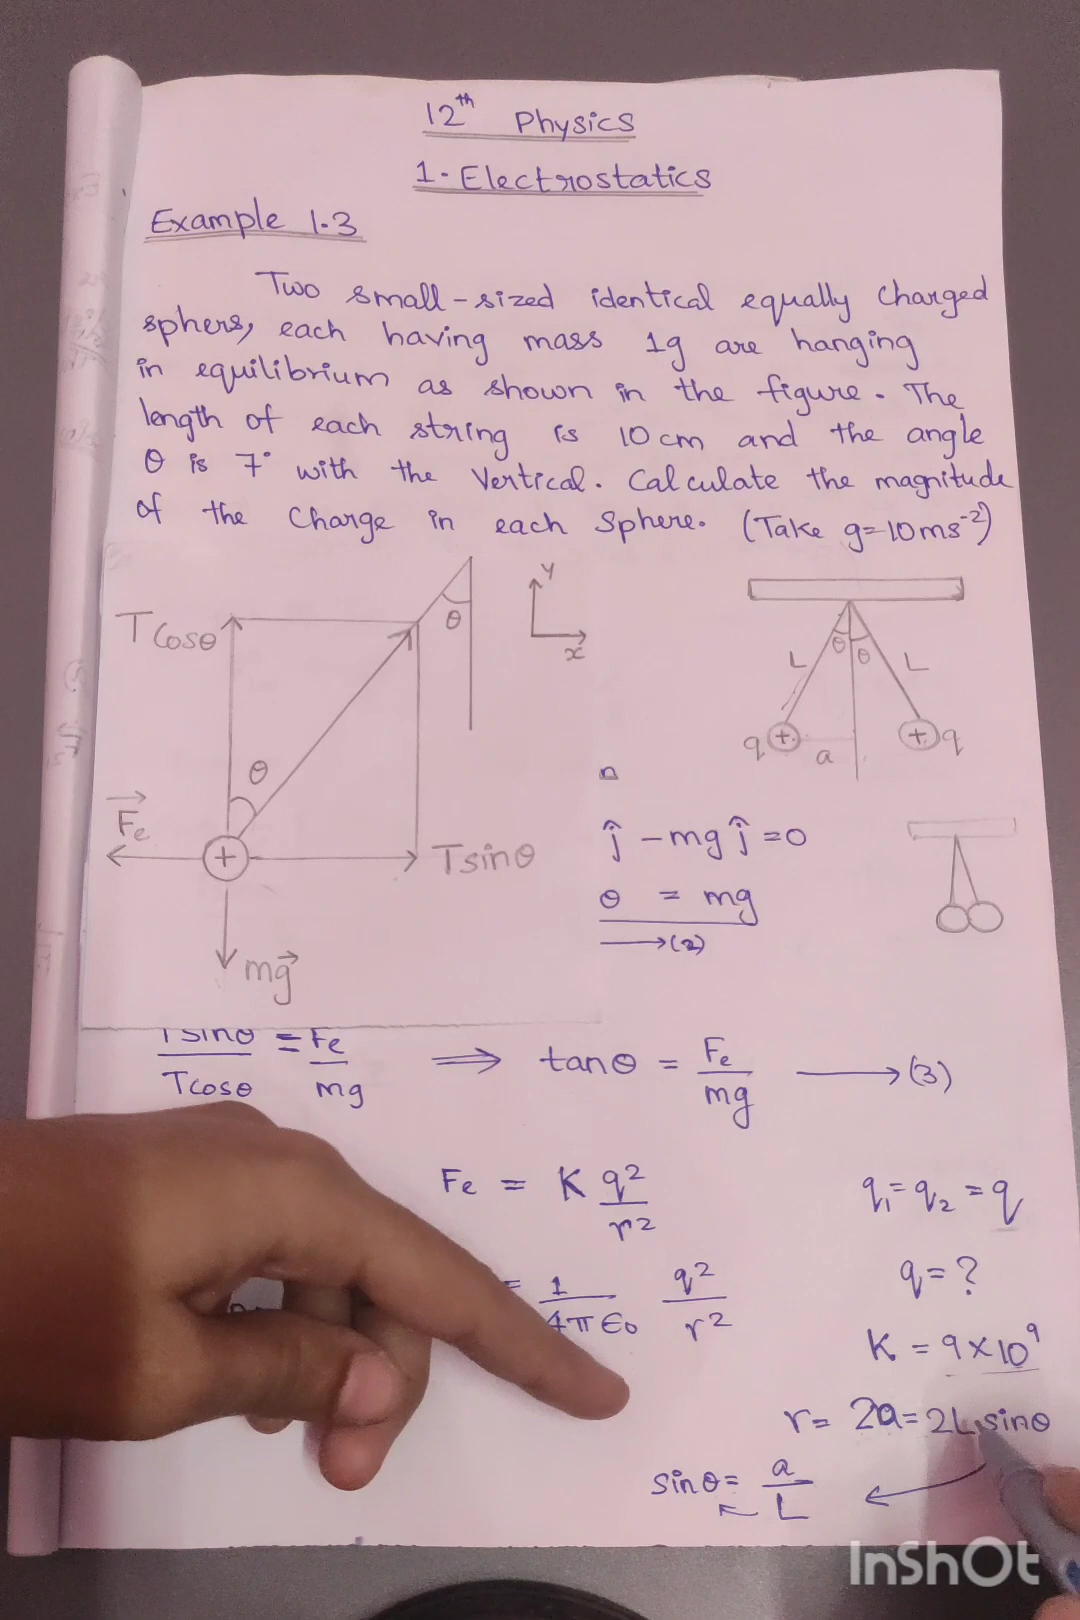 12th Physics
1. Electrostatics
Example 1.3
Two small-sized identical equally charged
sphers, each having mass 1g are hanging
in equilibrium as shown in the figure. The
length of each string is 10 cm and the angle
θ is 7° with the Vertical. Calculate the magnitude
of the Charge in each Sphere. (Take g=10ms⁻²)
T Cosθ
θ
y
x
θ θ
L L
θ
q + + q
a
Fe
+
Tsinθ
mg
ĵ - mg ĵ = 0
θ = mg
→(2)
Tsinθ/Tcosθ = Fe/mg ⟹ tanθ = Fe/mg ⟶(3)
Fe = K q²/r²
q₁ = q₂ = q
= 1/4πϵ₀ q²/r²
q = ?
K = 9×10⁹
r = 2a = 2L sinθ
sinθ = a/L
InShOt